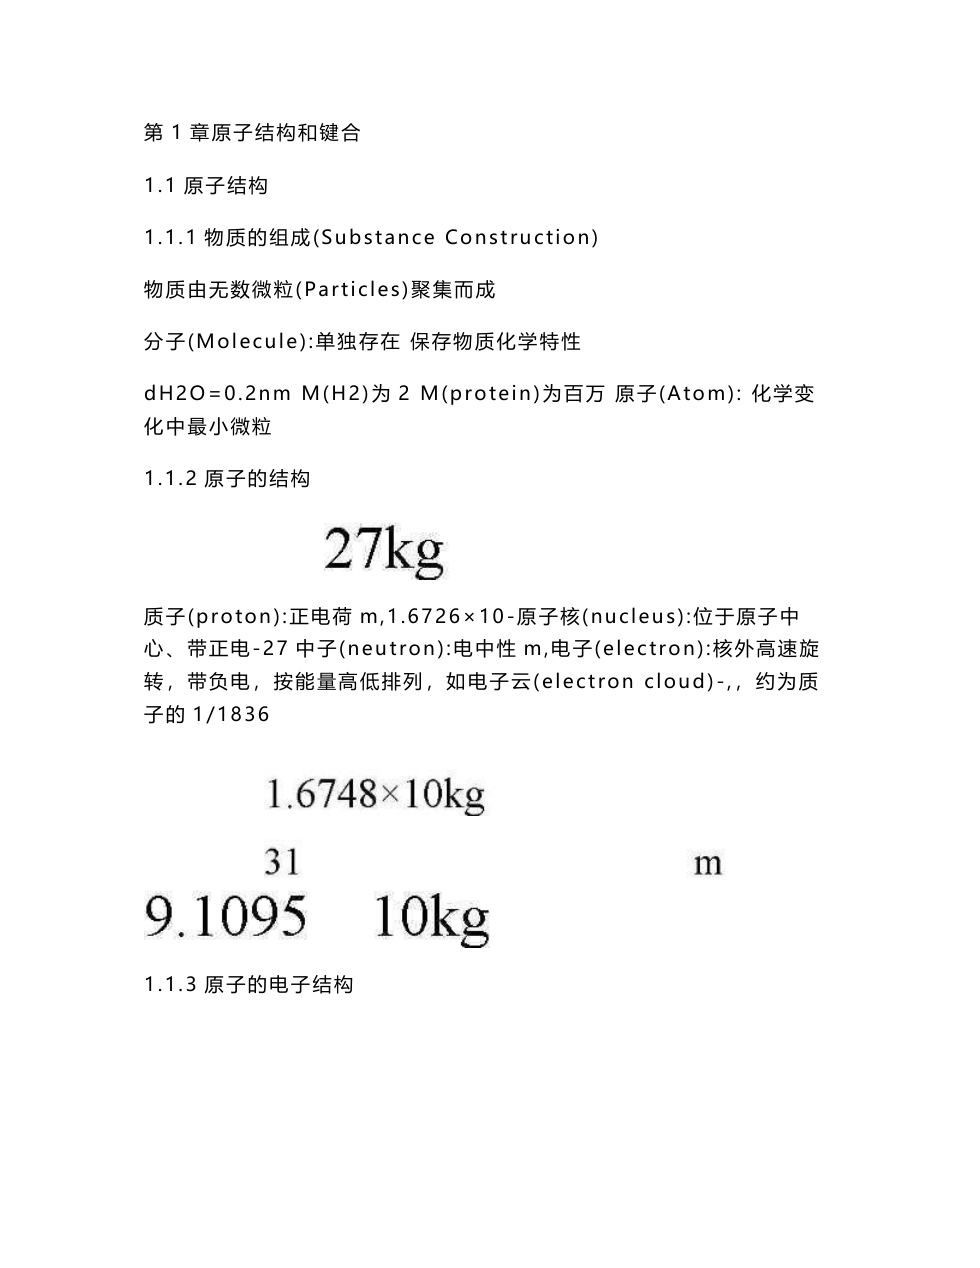 第 1 章原子结构和键合
1.1 原子结构
1.1.1 物质的组成(Substance Construction)
物质由无数微粒(Particles)聚集而成
分子(Molecule):单独存在 保存物质化学特性
dH2O=0.2nm M(H2)为 2 M(protein)为百万 原子(Atom): 化学变
化中最小微粒
1.1.2 原子的结构
27kg
质子(proton):正电荷 m,1.6726×10-原子核(nucleus):位于原子中
心、带正电-27 中子(neutron):电中性 m,电子(electron):核外高速旋
转，带负电，按能量高低排列，如电子云(electron cloud)-,，约为质
子的 1/1836
1.6748×10kg
31 m
9.1095 10kg
1.1.3 原子的电子结构